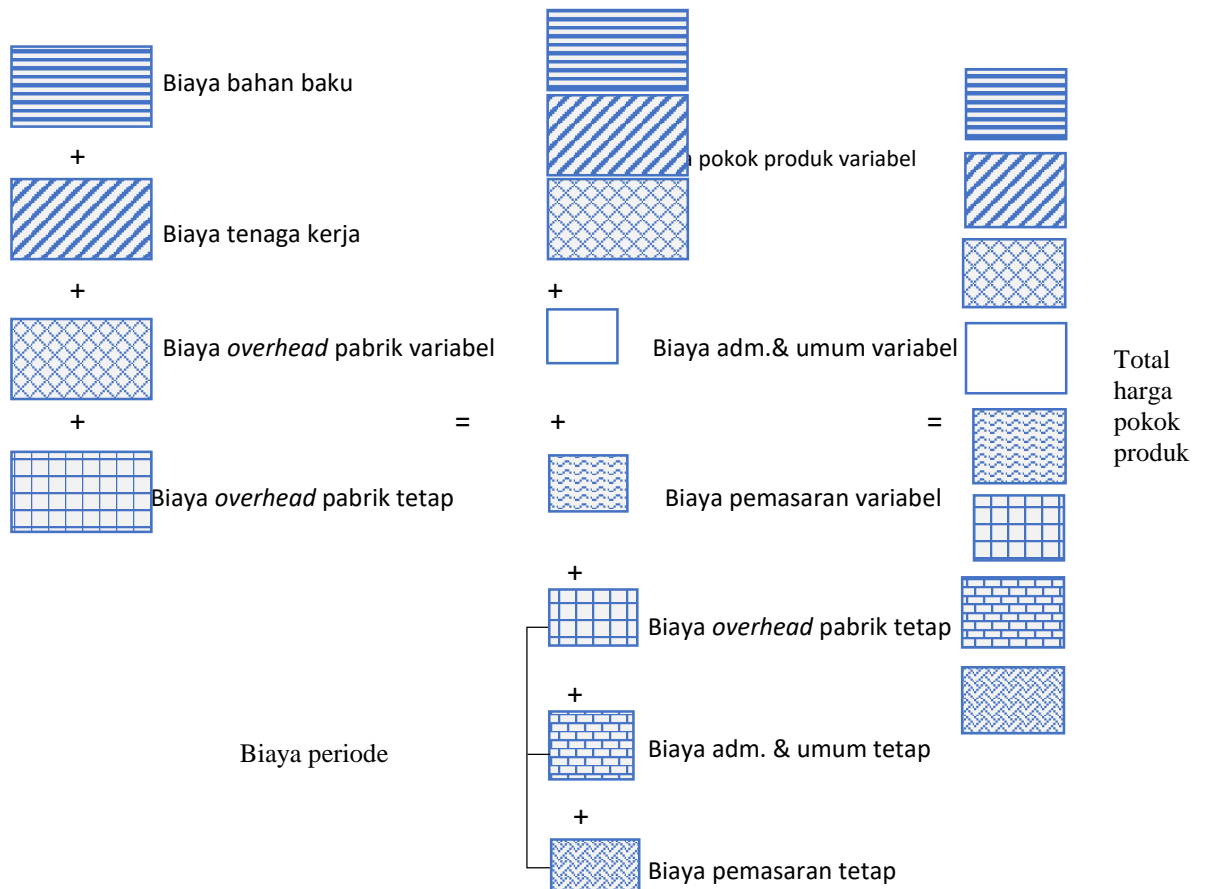 Biaya bahan baku
+
Biaya tenaga kerja
+
Biaya overhead pabrik variabel
+
Biaya overhead pabrik tetap
=
pokok produk variabel
+
Biaya adm.& umum variabel
+
Biaya pemasaran variabel
+
Biaya overhead pabrik tetap
+
Biaya adm. & umum tetap
+
Biaya pemasaran tetap
Biaya periode
=
Total
harga
pokok
produk